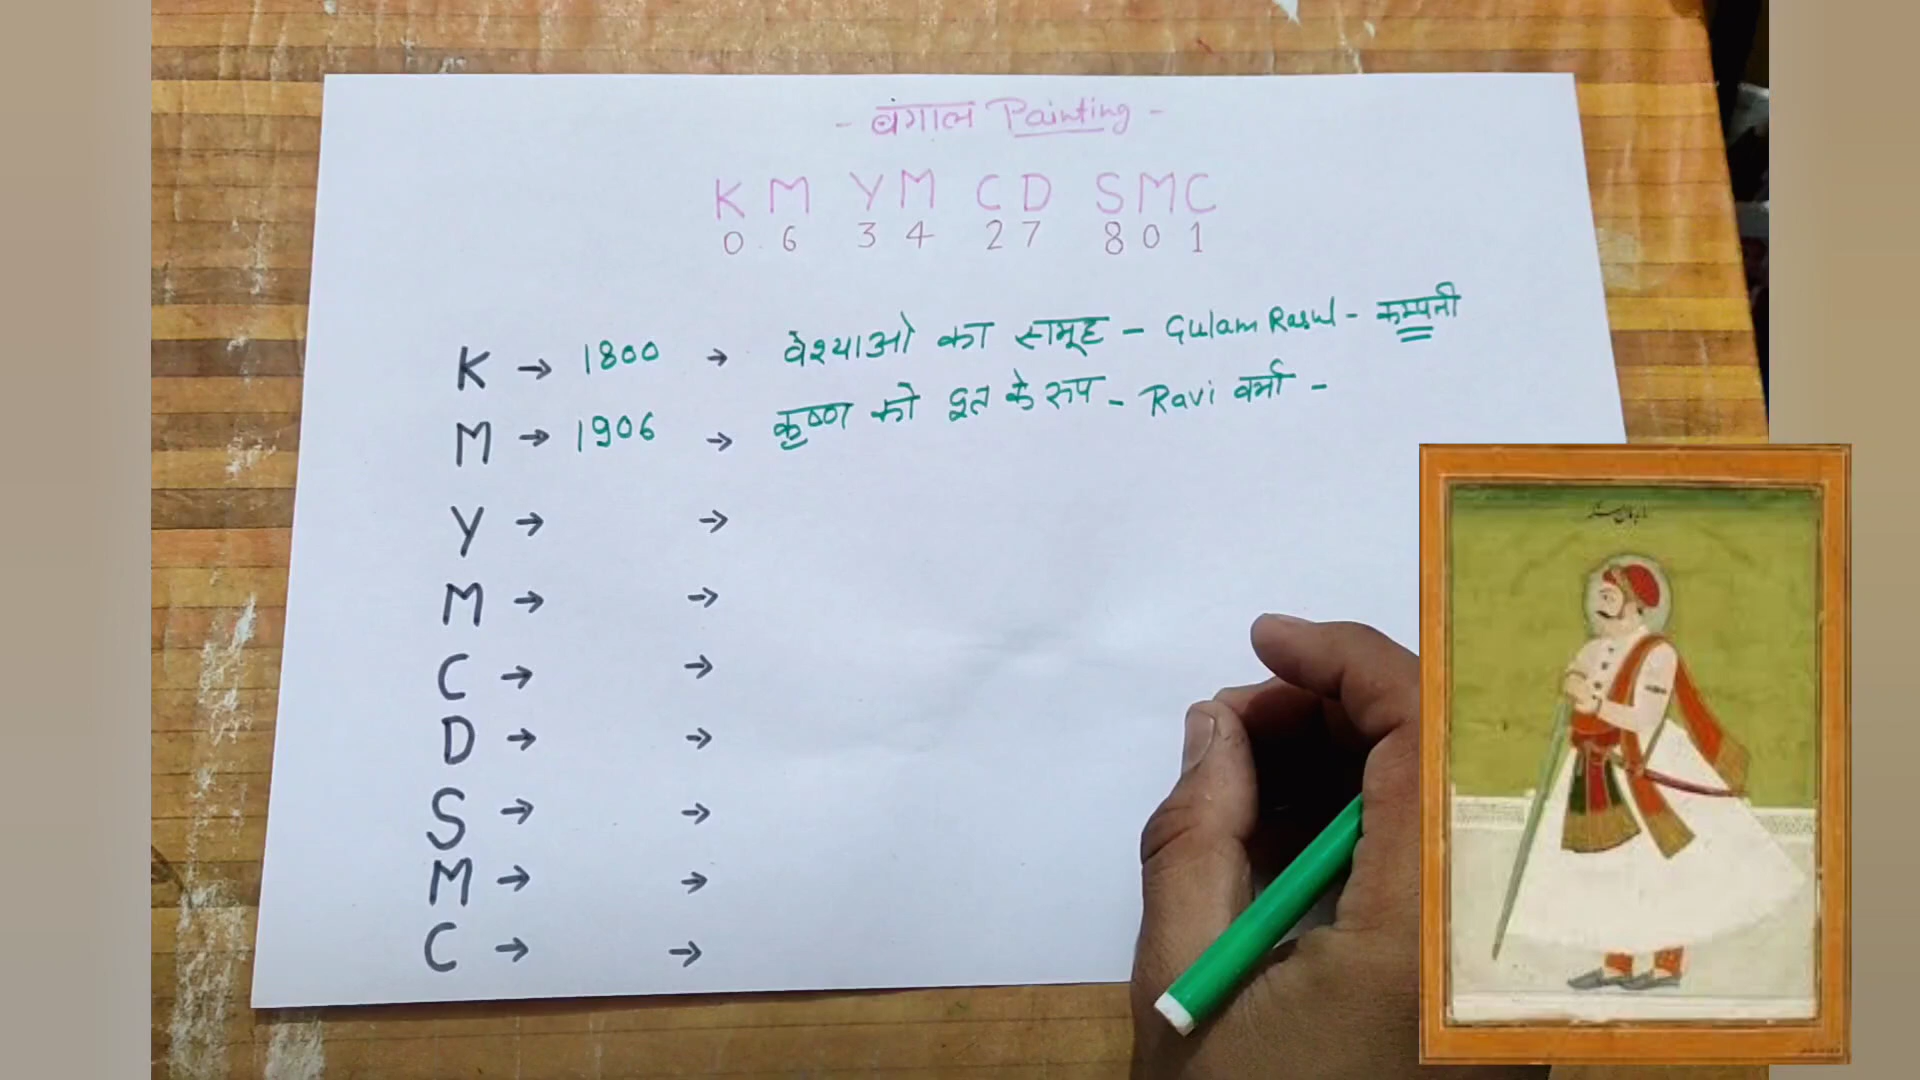 - बंगाल Painting -
K M Y M C D S M C
0 . 6 3 4 2 7 8 0 1
K → 1800 → वेश्याओ का समूह - Gulam Rasul - कम्पनी
M → 1906 → कृष्ण को दूत के रुप - Ravi वर्मा -
Y → →
M → →
C → →
D → →
S → →
M → →
C → →